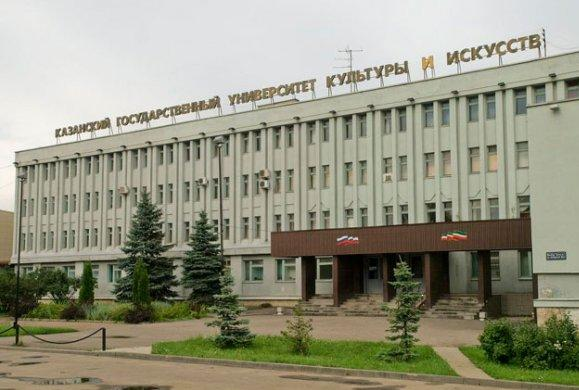 КАЗАНСКИЙ ГОСУДАРСТВЕННЫЙ УНИВЕРСИТЕТ КУЛЬТУРЫ И ИСКУССТВ